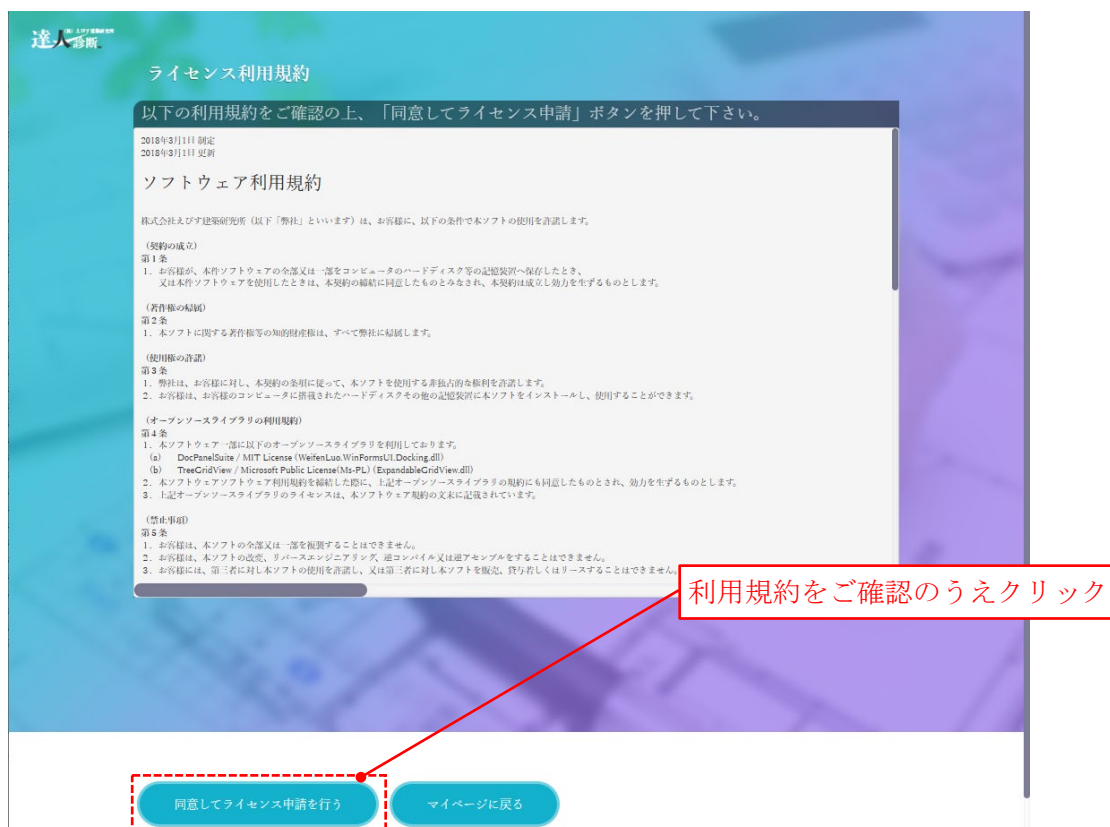 達人診断
ライセンス利用規約
以下の利用規約をご確認の上、「同意してライセンス申請」ボタンを押して下さい。
2018年3月1日 制定
2018年3月1日 更新
ソフトウェア利用規約
株式会社えびす建築研究所（以下「弊社」といいます）は、お客様に、以下の条件で本ソフトの使用を許諾します。
（契約の成立）
第１条
1． お客様が、本件ソフトウェアの全部又は一部をコンピュータのハードディスク等の記憶装置へ保存したとき、
又は本件ソフトウェアを使用したときは、本契約の締結に同意したものとみなされ、本契約は成立し効力を生ずるものとします。
（著作権の帰属）
第２条
1． 本ソフトに関する著作権等の知的財産権は、すべて弊社に帰属します。
（使用権の許諾）
第３条
1． 弊社は、お客様に対し、本契約の条項に従って、本ソフトを使用する非独占的な権利を許諾します。
2． お客様は、お客様のコンピュータに搭載されたハードディスクその他の記憶装置に本ソフトをインストールし、使用することができます。
（オープンソースライブラリの利用規約）
第４条
1． 本ソフトウェア一部に以下のオープンソースライブラリを利用しております。
(a) DocPanelSuite / MIT License (WeifenLuo.WinFormsUI.Docking.dll)
(b) TreeGridView / Microsoft Public License(Ms-PL) (ExpandableGridView.dll)
2． 本ソフトウェアソフトウェア利用規約を締結した際に、上記オープンソースライブラリの規約にも同意したものとされ、効力を生ずるものとします。
3． 上記オープンソースライブラリのライセンスは、本ソフトウェア規約の文末に記載されています。
（禁止事項）
第５条
1． お客様は、本ソフトの全部又は一部を複製することはできません。
2． お客様は、本ソフトの改変、リバースエンジニアリング、逆コンパイル又は逆アセンブルをすることはできません。
3． お客様には、第三者に対し本ソフトの使用を許諾し、又は第三者に対し本ソフトを販売、貸与若しくはリースすることはできません。
利用規約をご確認のうえクリック
同意してライセンス申請を行う
マイページに戻る